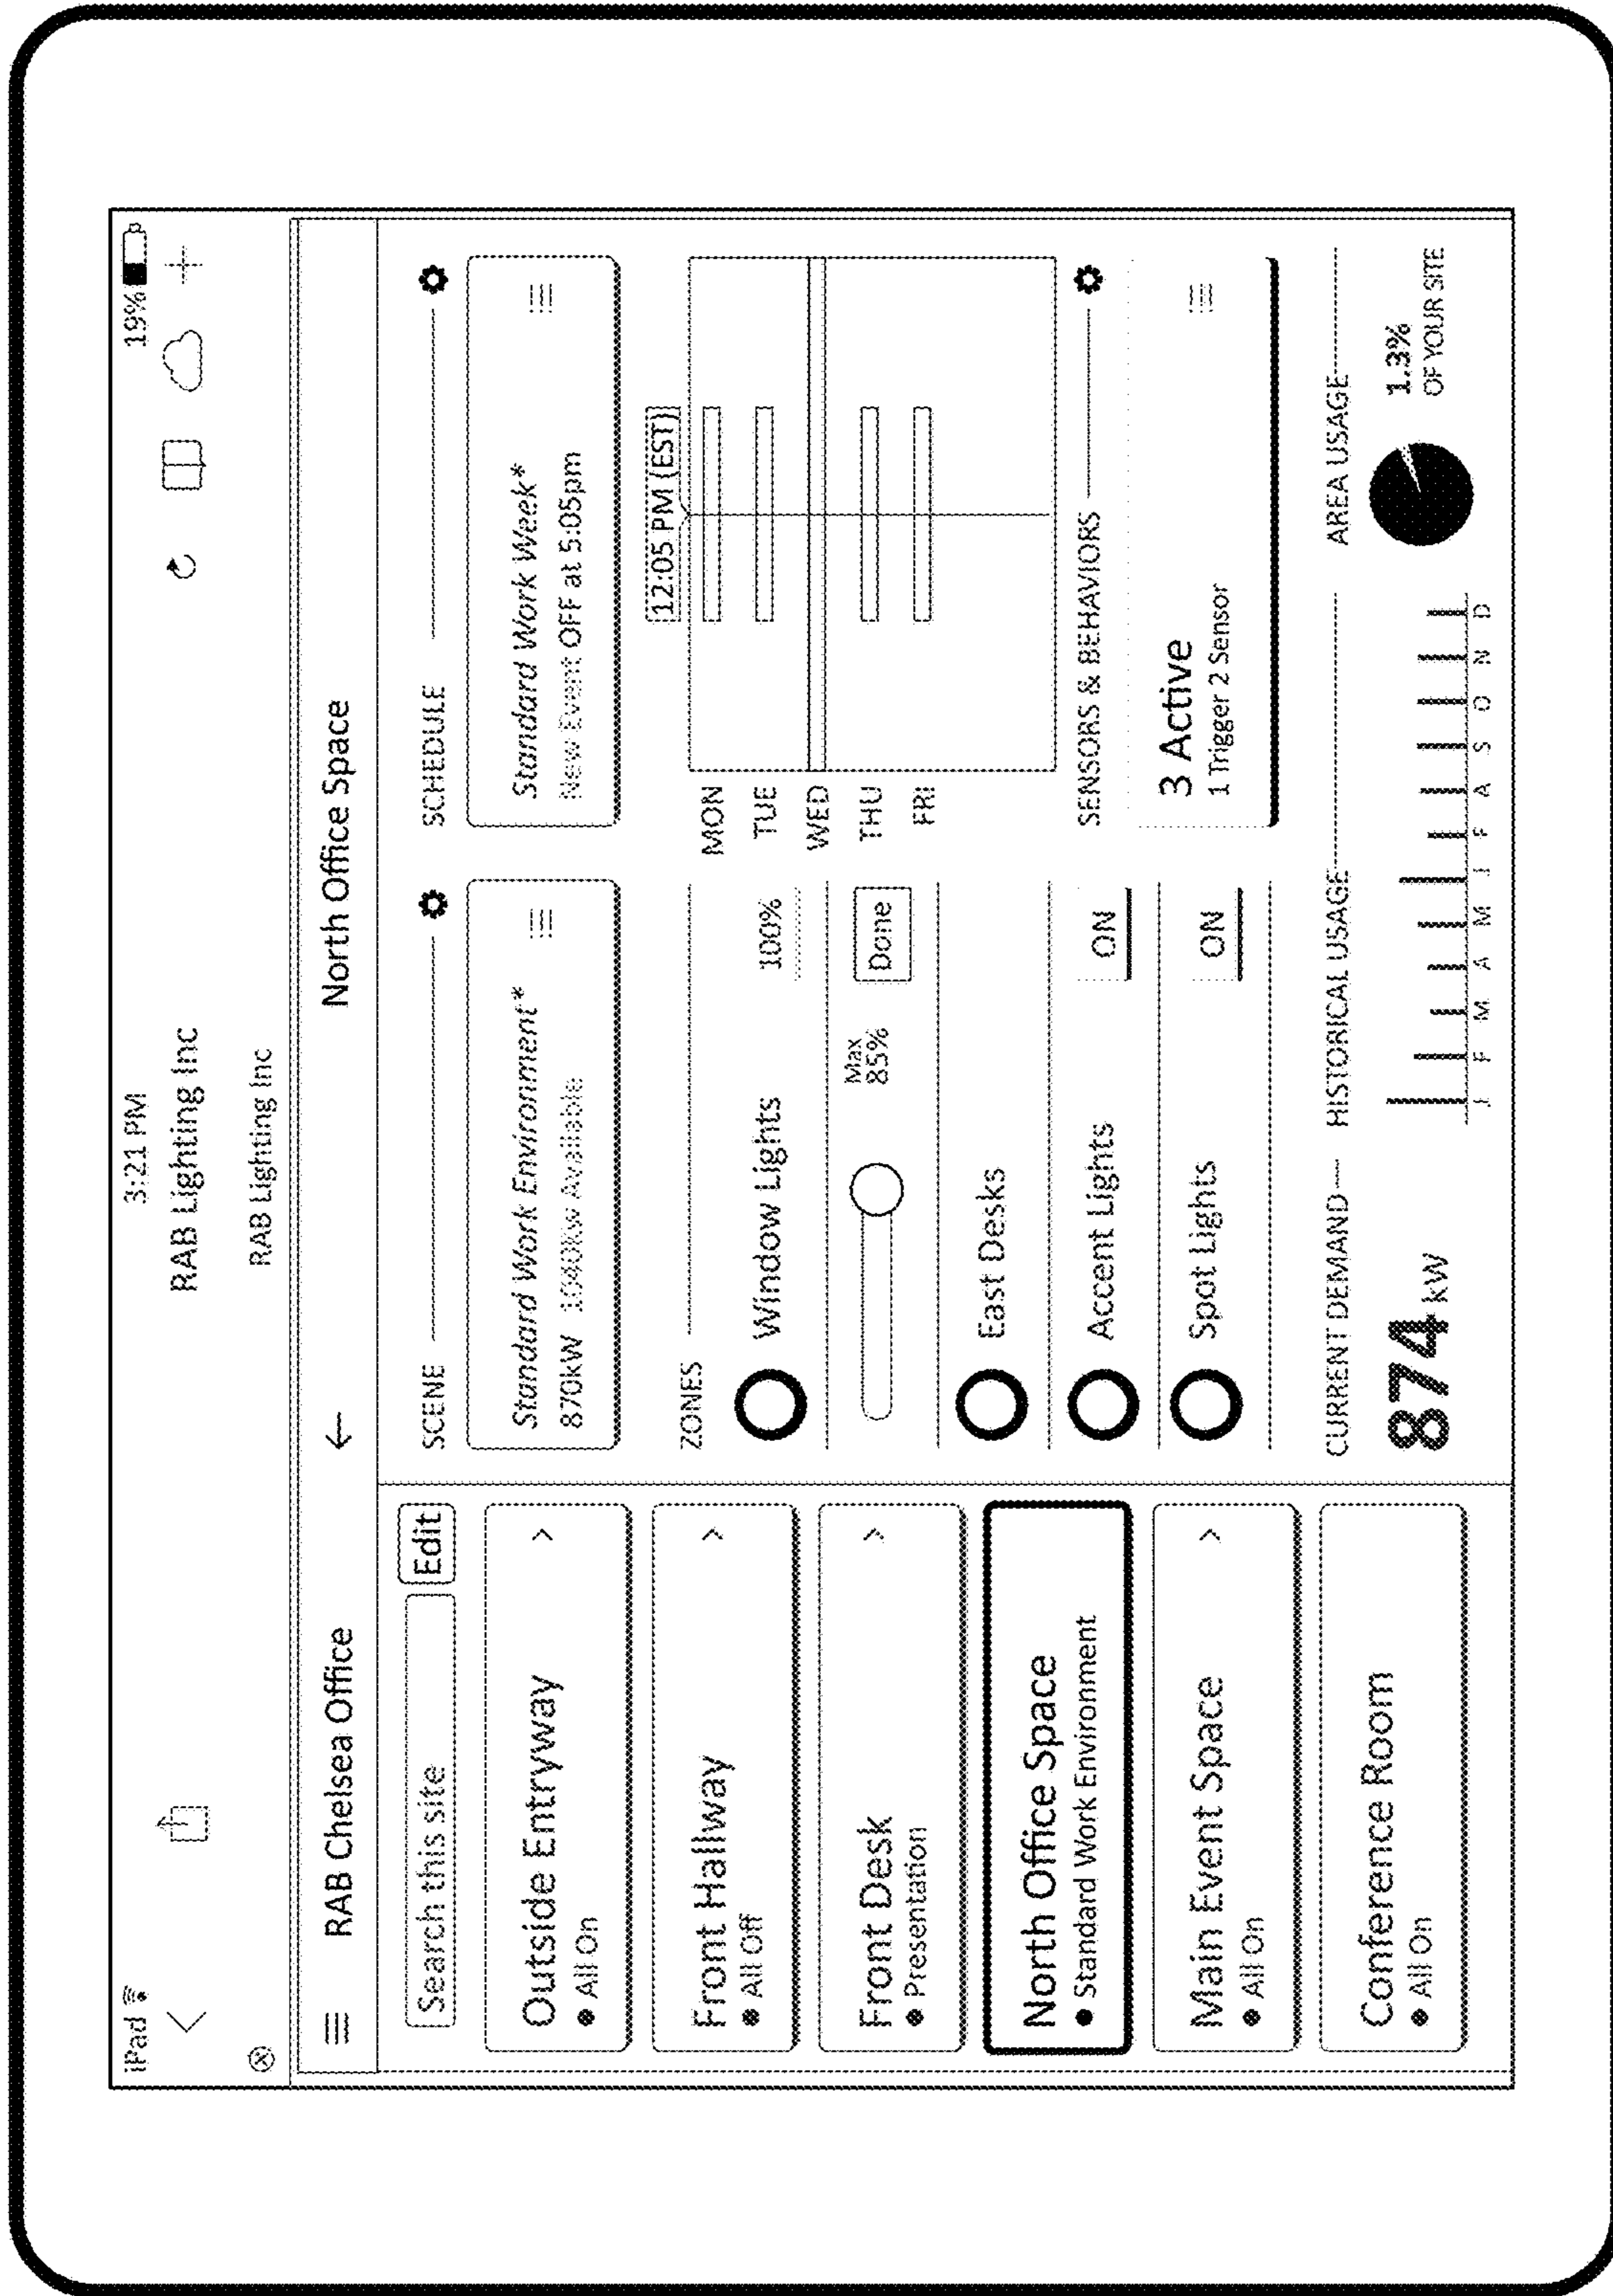 iPad
3:21 PM
19%
RAB Lighting Inc
RAB Lighting Inc
RAB Chelsea Office
North Office Space
Search this site
Edit
Outside Entryway
All On
Front Hallway
All Off
Front Desk
Presentation
North Office Space
Standard Work Environment
Main Event Space
All On
Conference Room
All On
SCENE
Standard Work Environment*
870kW 1040kw Available
ZONES
Window Lights
100%
Max
85%
Done
East Desks
Accent Lights
ON
Spot Lights
ON
SCHEDULE
Standard Work Week*
New Event OFF at 5:05pm
12:05 PM (EST)
MON
TUE
WED
THU
FRI
SENSORS & BEHAVIORS
3 Active
1 Trigger 2 Sensor
CURRENT DEMAND
874 kW
HISTORICAL USAGE
J F M A M J F A S O N D
AREA USAGE
1.3%
OF YOUR SITE